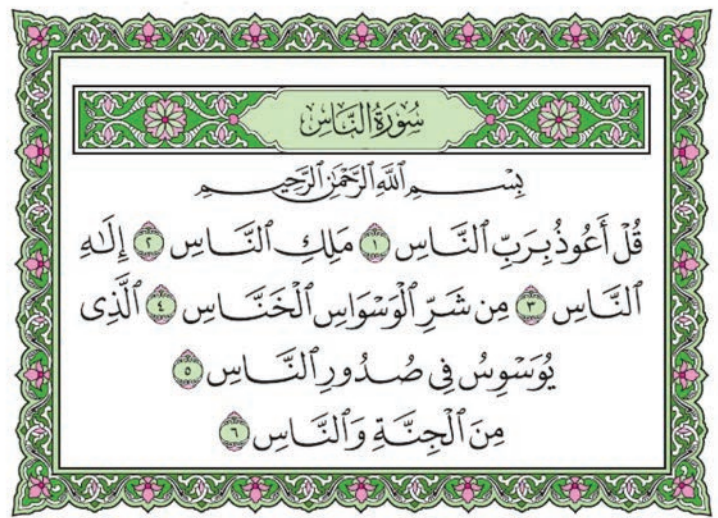 سُورَةُ النَّاسِ
بِسْمِ ٱللَّهِ ٱلرَّحْمَٰنِ ٱلرَّحِيمِ
قُلْ أَعُوذُ بِرَبِّ ٱلنَّاسِ ١ مَلِكِ ٱلنَّاسِ ٢ إِلَٰهِ
ٱلنَّاسِ ٣ مِن شَرِّ ٱلْوَسْوَاسِ ٱلْخَنَّاسِ ٤ ٱلَّذِى
يُوَسْوِسُ فِى صُدُورِ ٱلنَّاسِ ٥
مِنَ ٱلْجِنَّةِ وَٱلنَّاسِ ٦